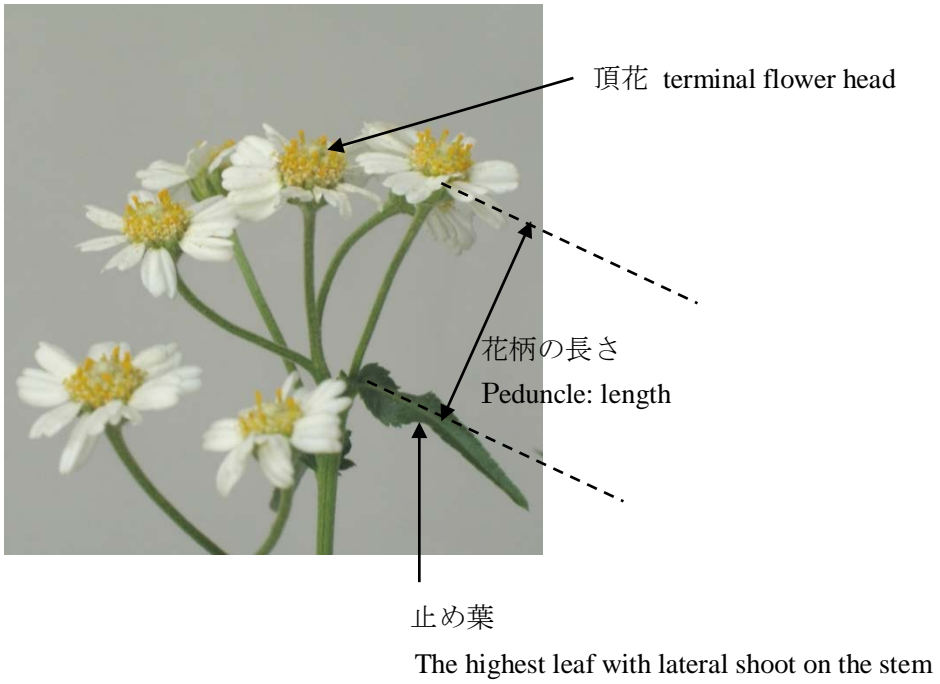 頂花 terminal flower head
花柄の長さ
Peduncle: length
止め葉
The highest leaf with lateral shoot on the stem